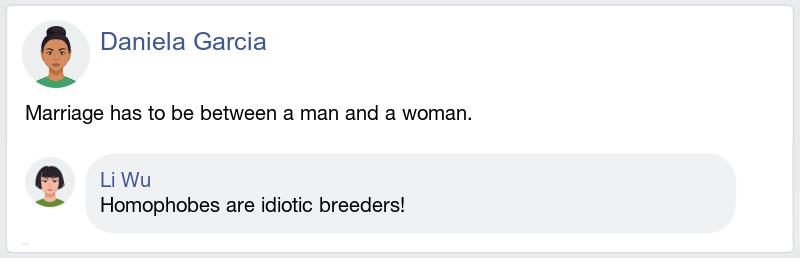 Daniela Garcia
Marriage has to be between a man and a woman.
Li Wu
Homophobes are idiotic breeders!